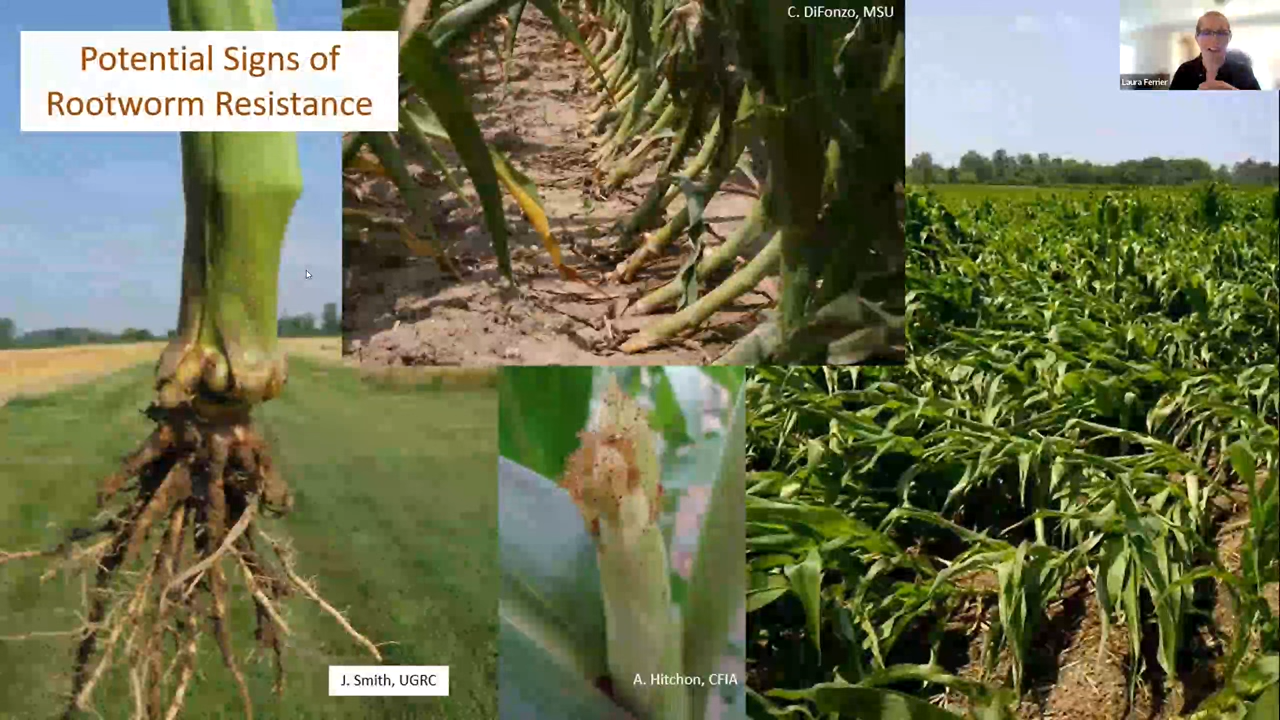 Potential Signs of
Rootworm Resistance
C. DiFonzo, MSU
Laura Ferrier
J. Smith, UGRC
A. Hitchon, CFIA